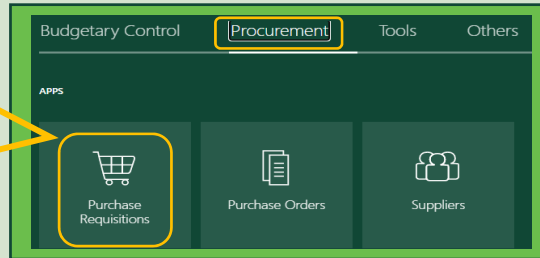 Budgetary Control Procurement Tools Others
APPS
Purchase Requisitions
Purchase Orders
Suppliers